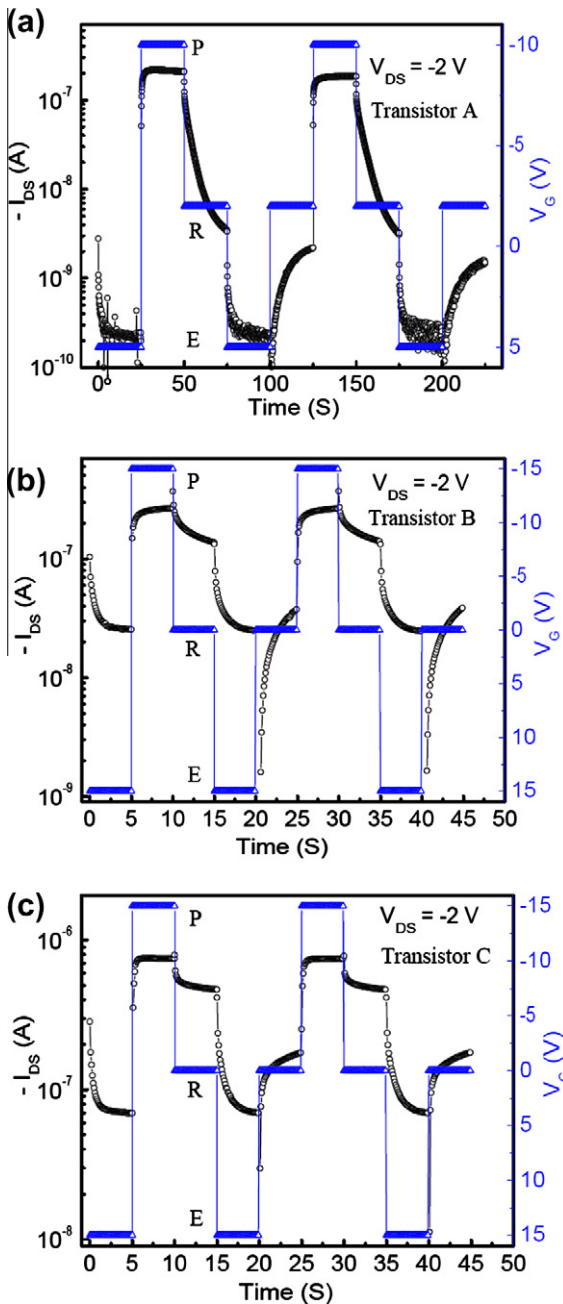 (a)
P
V_DS = -2 V
Transistor A
R
E
10^-7
10^-8
10^-9
10^-10
- I_DS (A)
-10
-5
0
5
V_G (V)
0 50 100 150 200
Time (S)
(b)
P
V_DS = -2 V
Transistor B
R
E
10^-7
10^-8
10^-9
- I_DS (A)
-15
-10
-5
0
5
10
15
V_G (V)
0 5 10 15 20 25 30 35 40 45 50
Time (S)
(c)
P
V_DS = -2 V
Transistor C
R
E
10^-6
10^-7
10^-8
- I_DS (A)
-15
-10
-5
0
5
10
15
V_G (V)
0 5 10 15 20 25 30 35 40 45 50
Time (S)